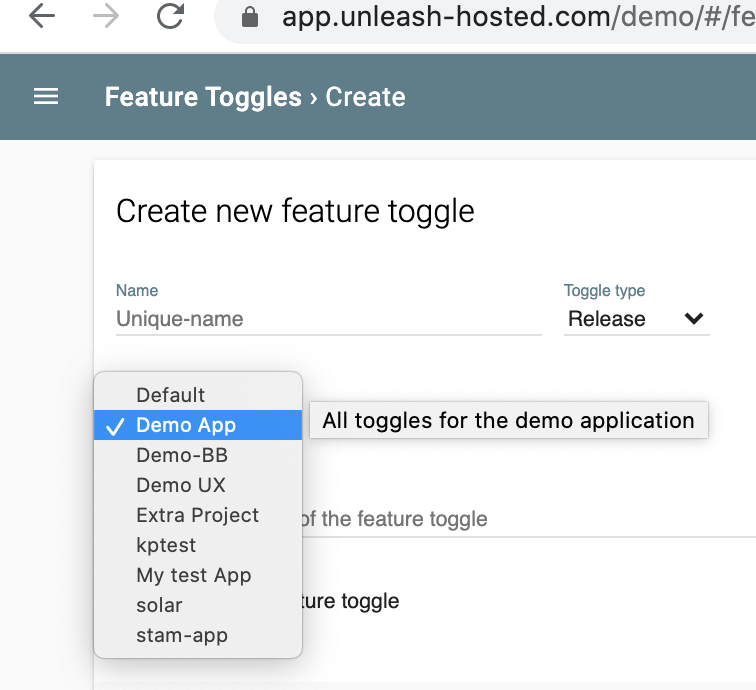 app.unleash-hosted.com/demo/#/fe
Feature Toggles › Create
Create new feature toggle
Name
Toggle type
Unique-name
Release
Default
Demo App
All toggles for the demo application
Demo-BB
Demo UX
Extra Project
of the feature toggle
kptest
My test App
ture toggle
solar
stam-app